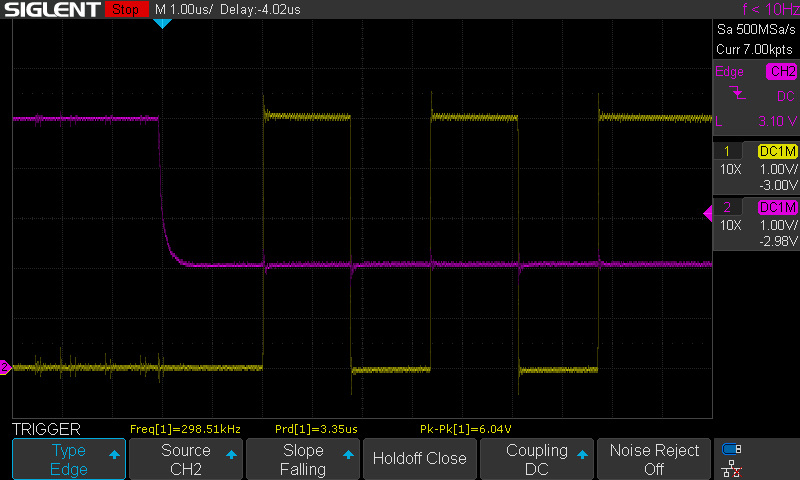 SIGLENT Stop M 1.00us/ Delay:-4.02us f < 10Hz
Sa 500MSa/s
Curr 7.00kpts
Edge CH2
DC
L 3.10 V
1 DC1M
10X 1.00V/
-3.00V
2 DC1M
10X 1.00V/
-2.98V
2
TRIGGER Freq[1]=298.51kHz Prd[1]=3.35us Pk-Pk[1]=6.04V
Type
Edge
Source
CH2
Slope
Falling
Holdoff Close
Coupling
DC
Noise Reject
Off